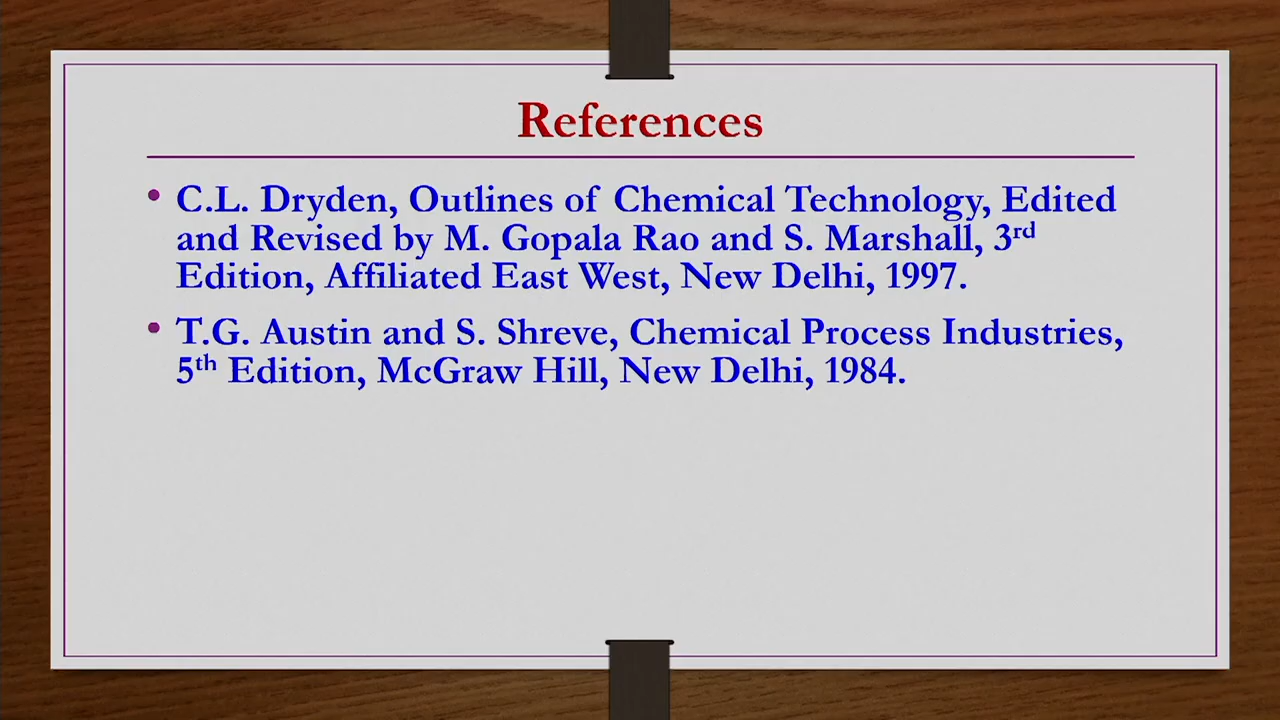 References
• C.L. Dryden, Outlines of Chemical Technology, Edited
and Revised by M. Gopala Rao and S. Marshall, 3rd
Edition, Affiliated East West, New Delhi, 1997.
• T.G. Austin and S. Shreve, Chemical Process Industries,
5th Edition, McGraw Hill, New Delhi, 1984.